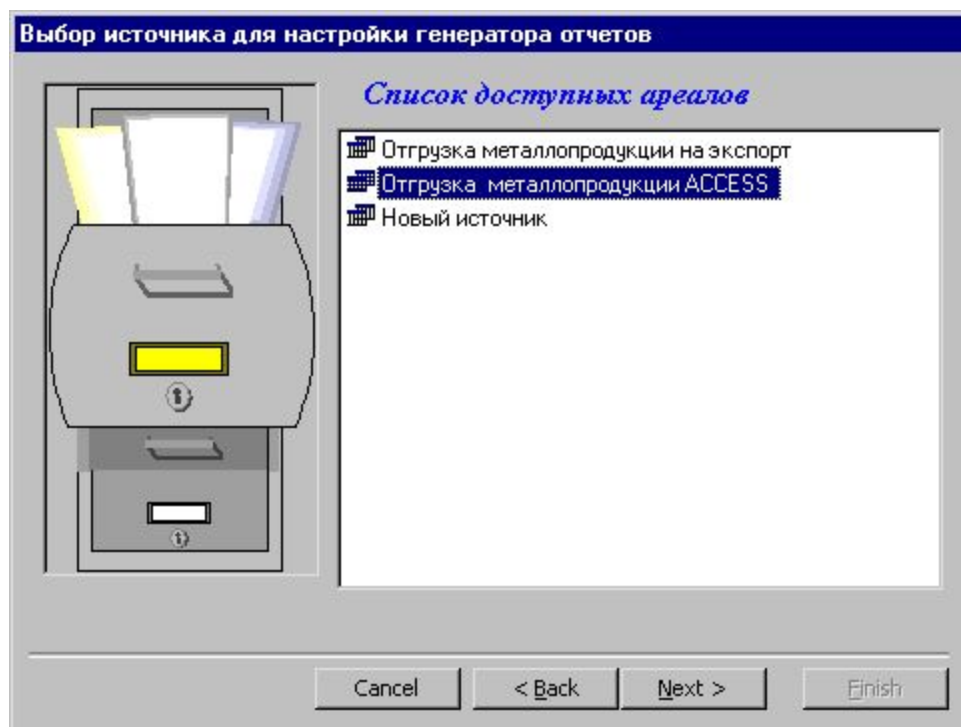 Выбор источника для настройки генератора отчетов
Список доступных ареалов
Отгрузка металлопродукции на экспорт
Отгрузка металлопродукции ACCESS
Новый источник
Cancel
< Back
Next >
Finish